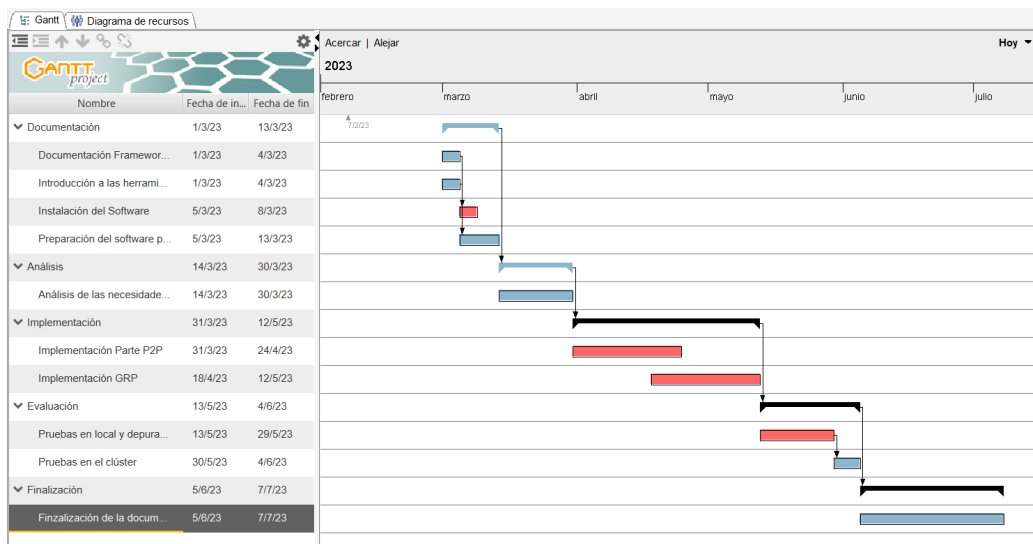 Gantt
Diagrama de recursos
Acercar | Alejar
Hoy
GANTT
project
2023
Nombre Fecha de in... Fecha de fin
febrero marzo abril mayo junio julio
7/2/23
Documentación 1/3/23 13/3/23
Documentación Framewor... 1/3/23 4/3/23
Introducción a las herrami... 1/3/23 4/3/23
Instalación del Software 5/3/23 8/3/23
Preparación del software p... 5/3/23 13/3/23
Análisis 14/3/23 30/3/23
Análisis de las necesidade... 14/3/23 30/3/23
Implementación 31/3/23 12/5/23
Implementación Parte P2P 31/3/23 24/4/23
Implementación GRP 18/4/23 12/5/23
Evaluación 13/5/23 4/6/23
Pruebas en local y depura... 13/5/23 29/5/23
Pruebas en el clúster 30/5/23 4/6/23
Finalización 5/6/23 7/7/23
Finzalización de la docum... 5/6/23 7/7/23